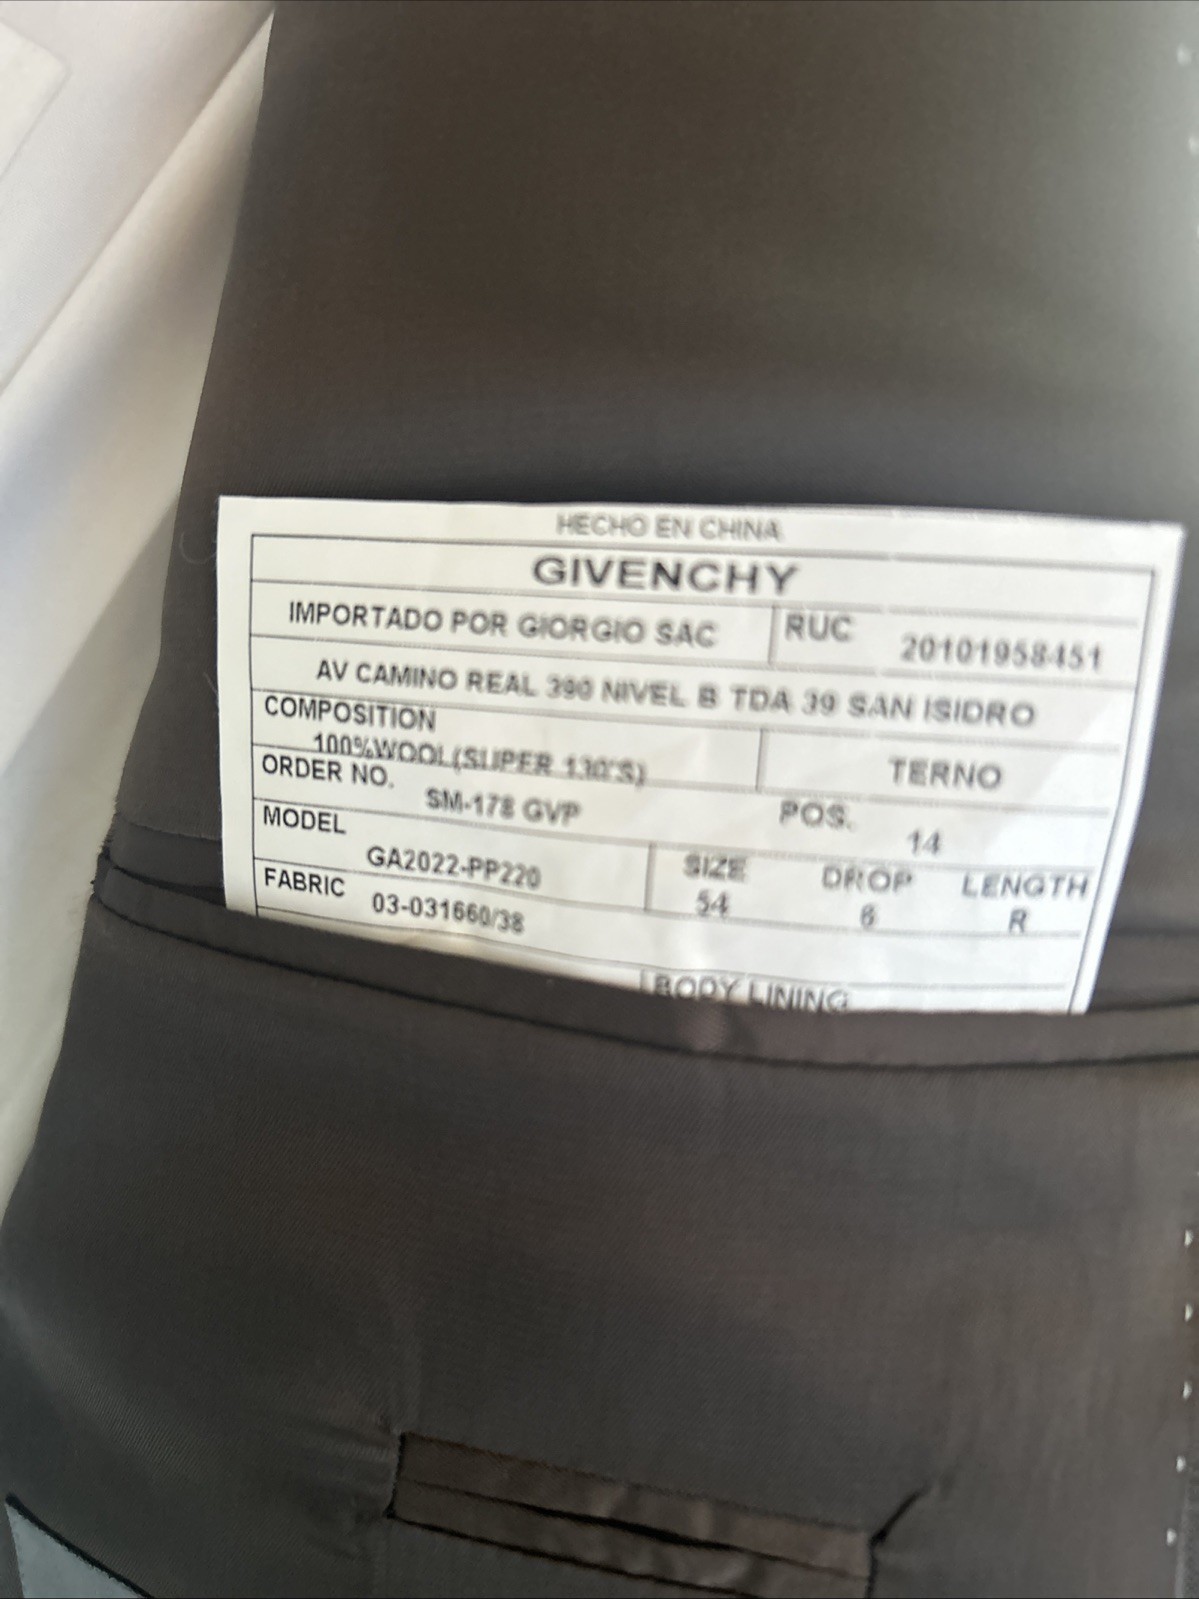 HECHO EN CHINA
GIVENCHY
IMPORTADO POR GIORGIO SAC RUC 20101958451
AV CAMINO REAL 390 NIVEL B TDA 39 SAN ISIDRO
COMPOSITION
100%WOOL(SUPER 130'S) TERNO
ORDER NO. SM-178 GVP POS. 14
MODEL GA2022-PP220 SIZE 54 DROP 6 LENGTH R
FABRIC 03-031660/38
BODY LINING